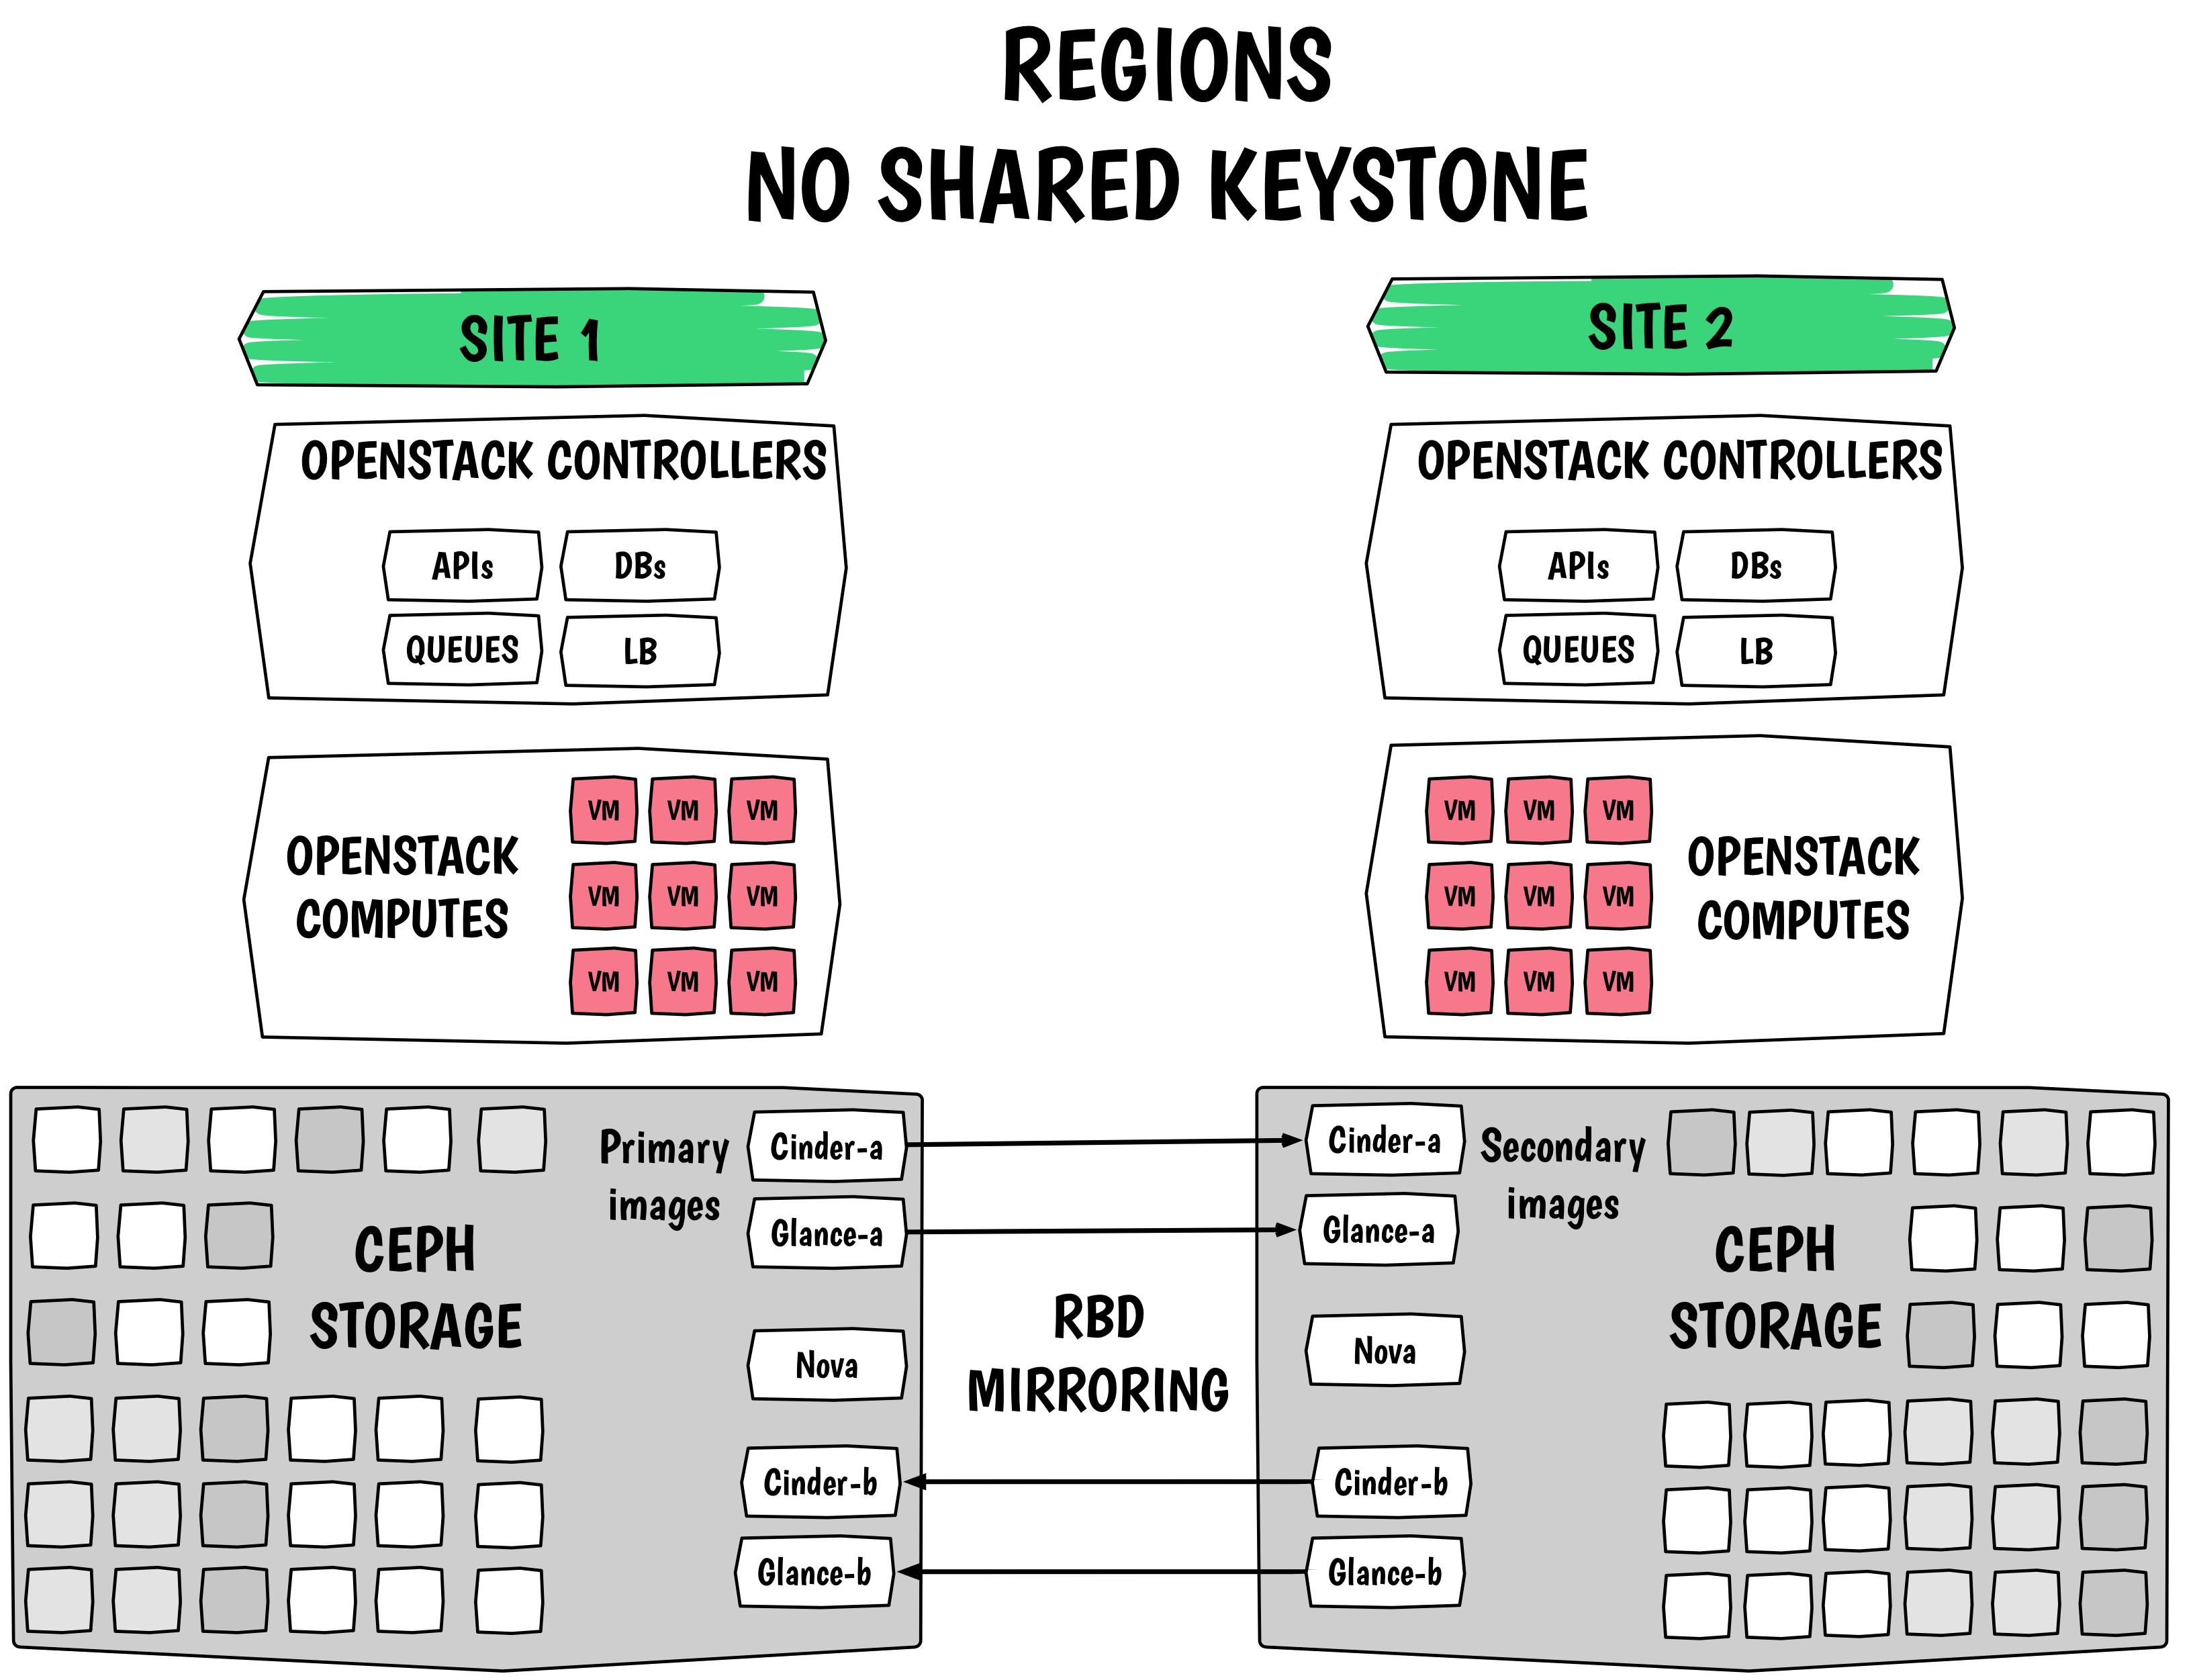 REGIONS
NO SHARED KEYSTONE
SITE 1
OPENSTACK CONTROLLERS
APIs
DBs
QUEUES
LB
OPENSTACK
COMPUTES
VM VM VM
VM VM VM
VM VM VM
SITE 2
OPENSTACK CONTROLLERS
APIs
DBs
QUEUES
LB
VM VM VM
VM VM VM
VM VM VM
OPENSTACK
COMPUTES
CEPH
STORAGE
Primary
images
Cinder-a
Glance-a
Nova
Cinder-b
Glance-b
RBD
MIRRORING
Cinder-a
Glance-a
Nova
Cinder-b
Glance-b
Secondary
images
CEPH
STORAGE